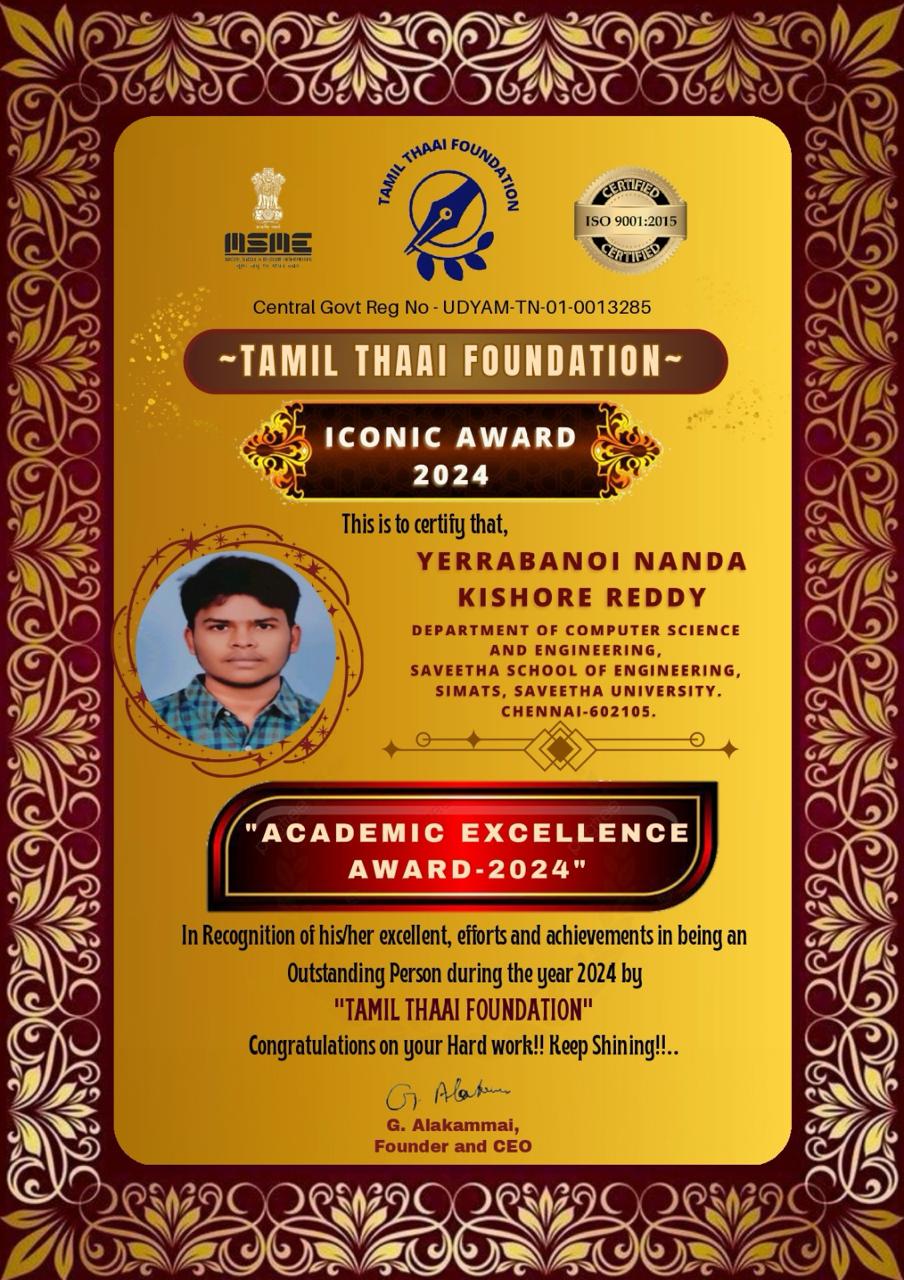 TAMIL THAAI FOUNDATION
MSME
CERTIFIED
ISO 9001:2015
CERTIFIED
Central Govt Reg No - UDYAM-TN-01-0013285
~TAMIL THAAI FOUNDATION~
ICONIC AWARD
2024
This is to certify that,
YERRABANOI NANDA
KISHORE REDDY
DEPARTMENT OF COMPUTER SCIENCE
AND ENGINEERING,
SAVEETHA SCHOOL OF ENGINEERING,
SIMATS, SAVEETHA UNIVERSITY.
CHENNAI-602105.
"ACADEMIC EXCELLENCE
AWARD-2024"
In Recognition of his/her excellent, efforts and achievements in being an
Outstanding Person during the year 2024 by
"TAMIL THAAI FOUNDATION"
Congratulations on your Hard work!! Keep Shining!!..
G. Alakammai,
Founder and CEO